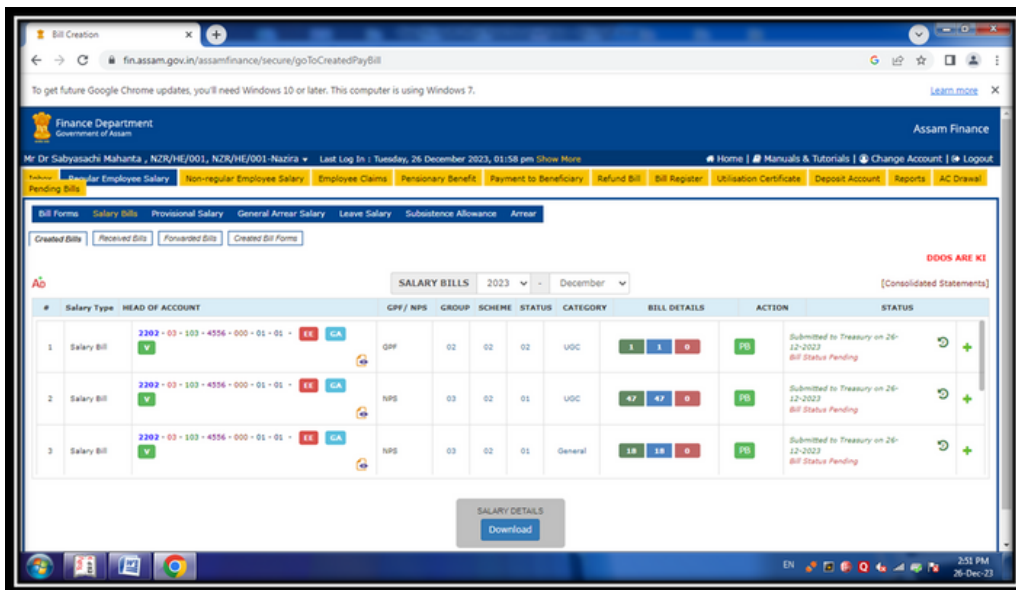 Bill Creation
fin.assam.gov.in/assamfinance/secure/goToCreatedPayBill
To get future Google Chrome updates, you'll need Windows 10 or later. This computer is using Windows 7.
Learn more
Finance Department
Government of Assam
Assam Finance
Mr Dr Sabyasachi Mahanta , NZR/HE/001, NZR/HE/001-Nazira
Last Log In : Tuesday, 26 December 2023, 01:58 pm Show More
Home | Manuals & Tutorials | Change Account | Logout
Inbox Regular Employee Salary Non-regular Employee Salary Employee Claims Pensionary Benefit Payment to Beneficiary Refund Bill Bill Register Utilisation Certificate Deposit Account Reports AC Drawal
Pending Bills
Bill Forms Salary Bills Provisional Salary General Arrear Salary Leave Salary Subsistence Allowance Arrear
Created Bills Received Bills Forwarded Bills Created Bill Forms
DDOS ARE KI
SALARY BILLS 2023 - December
[Consolidated Statements]
# Salary Type HEAD OF ACCOUNT GPF/ NPS GROUP SCHEME STATUS CATEGORY BILL DETAILS ACTION STATUS
2202 - 03 - 103 - 4556 - 000 - 01 - 01 - EE GA
1 Salary Bill V GPF 02 02 02 UGC 1 1 0 PB
Submitted to Treasury on 26-
12-2023
Bill Status Pending
2202 - 03 - 103 - 4556 - 000 - 01 - 01 - EE GA
2 Salary Bill V NPS 03 02 01 UGC 47 47 0 PB
Submitted to Treasury on 26-
12-2023
Bill Status Pending
2202 - 03 - 103 - 4556 - 000 - 01 - 01 - EE GA
3 Salary Bill V NPS 03 02 01 General 18 18 0 PB
Submitted to Treasury on 26-
12-2023
Bill Status Pending
SALARY DETAILS
Download
EN
2:51 PM
26-Dec-23